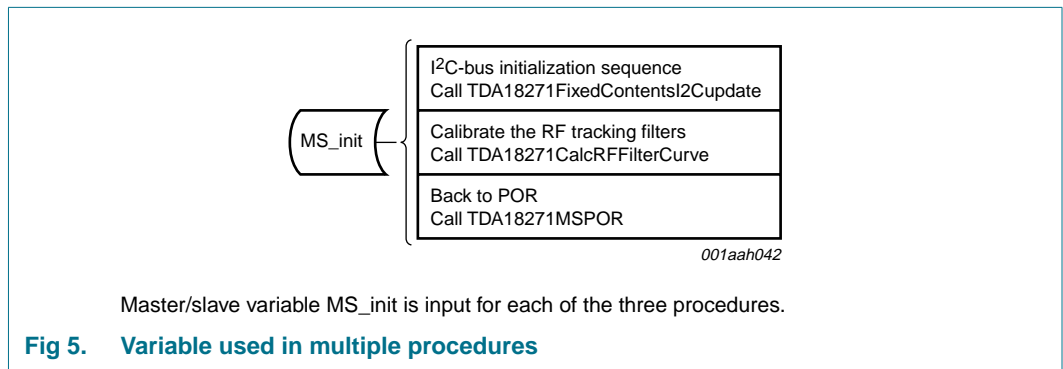 I2C-bus initialization sequence
Call TDA18271FixedContentsI2Cupdate
MS_init
Calibrate the RF tracking filters
Call TDA18271CalcRFFilterCurve
Back to POR
Call TDA18271MSPOR
001aah042
Master/slave variable MS_init is input for each of the three procedures.
Fig 5. Variable used in multiple procedures